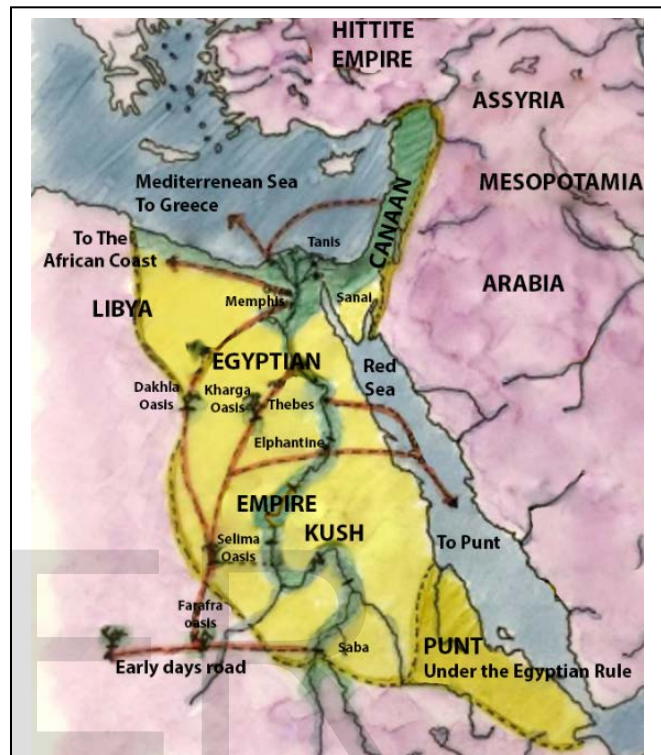 HITTITE
EMPIRE
ASSYRIA
Mediterrenean Sea
To Greece
MESOPOTAMIA
CANAAN
To The
African Coast
Tanis
LIBYA
Memphis
Sanai
ARABIA
EGYPTIAN
Red
Sea
Dakhla
Oasis
Kharga
Oasis
Thebes
Elphantine
EMPIRE
KUSH
Selima
Oasis
To Punt
Farafra
oasis
Saba
PUNT
Early days road
Under the Egyptian Rule
ER